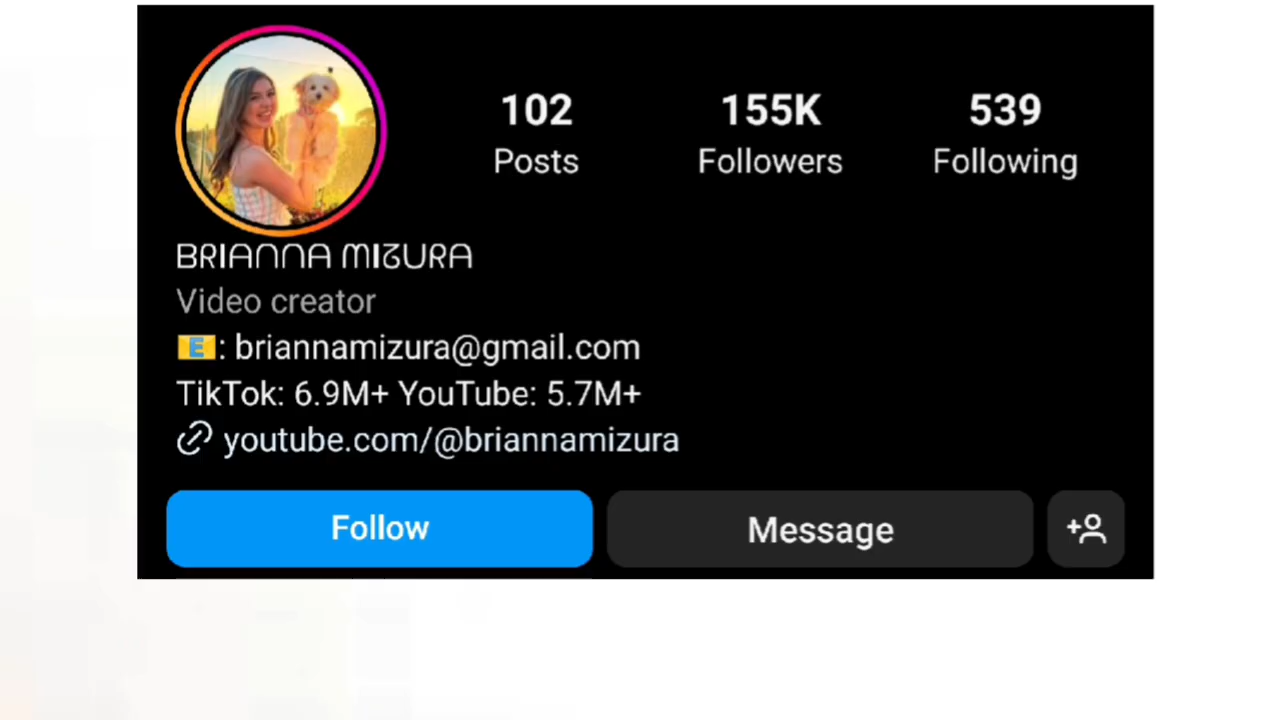 102 155K 539
Posts Followers Following
BRIANNA MIZURA
Video creator
📧: briannamizura@gmail.com
TikTok: 6.9M+ YouTube: 5.7M+
youtube.com/@briannamizura
Follow Message